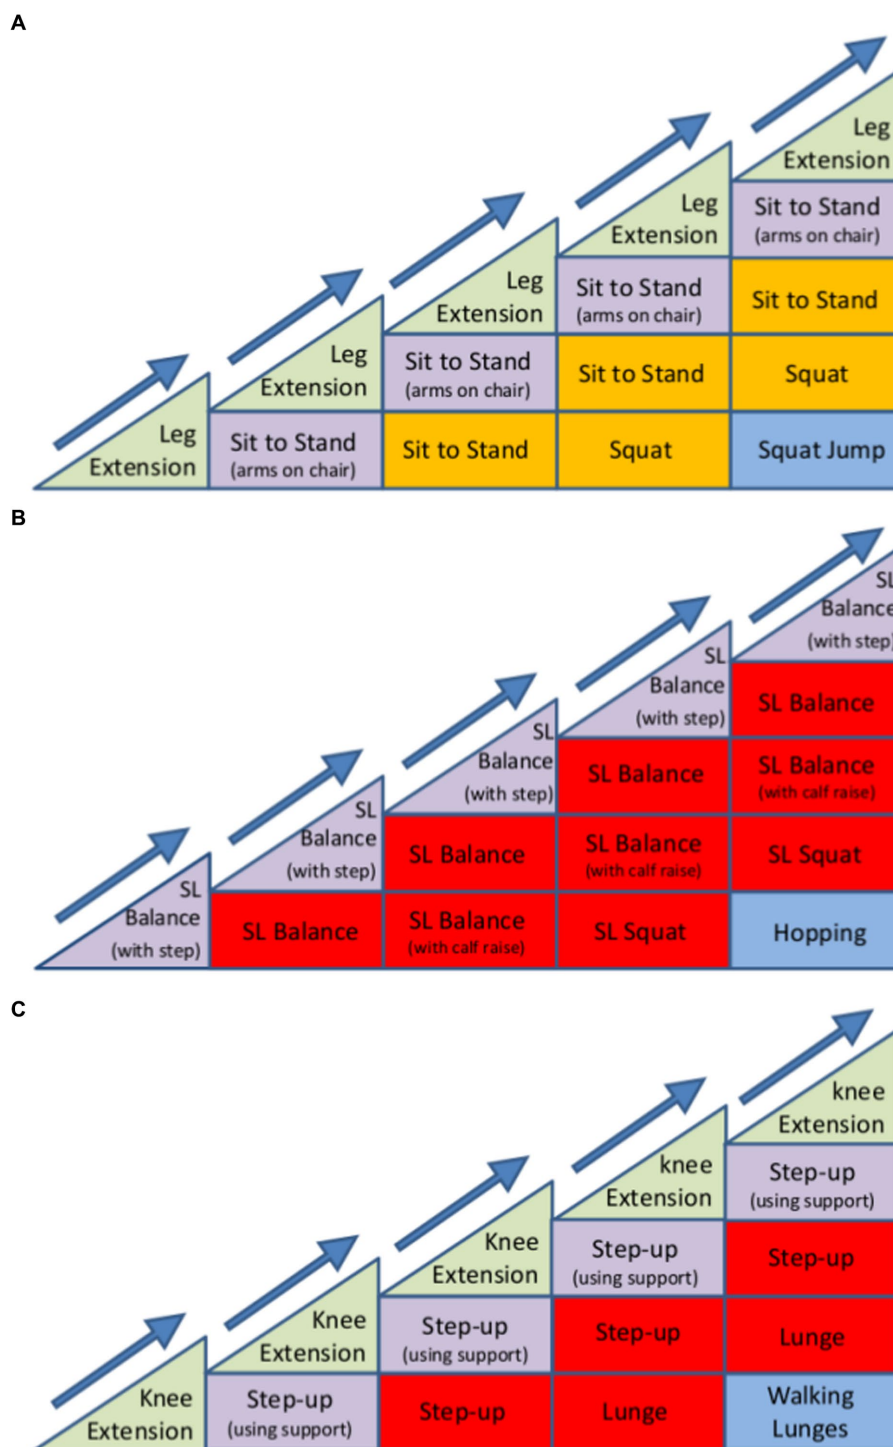 A
Leg
Extension
Leg
Extension
Sit to Stand
(arms on chair)
Leg
Extension
Sit to Stand
(arms on chair)
Sit to Stand
Leg
Extension
Sit to Stand
(arms on chair)
Sit to Stand
Squat
Leg
Extension
Sit to Stand
(arms on chair)
Sit to Stand
Squat
Squat Jump
B
SL
Balance
(with step)
SL
Balance
(with step)
SL Balance
SL
Balance
(with step)
SL Balance
SL Balance
(with calf raise)
SL
Balance
(with step)
SL Balance
SL Balance
(with calf raise)
SL Squat
SL
Balance
(with step)
SL Balance
SL Balance
(with calf raise)
SL Squat
Hopping
C
Knee
Extension
Knee
Extension
Step-up
(using support)
Knee
Extension
Step-up
(using support)
Step-up
knee
Extension
Step-up
(using support)
Step-up
Lunge
knee
Extension
Step-up
(using support)
Step-up
Lunge
Walking
Lunges